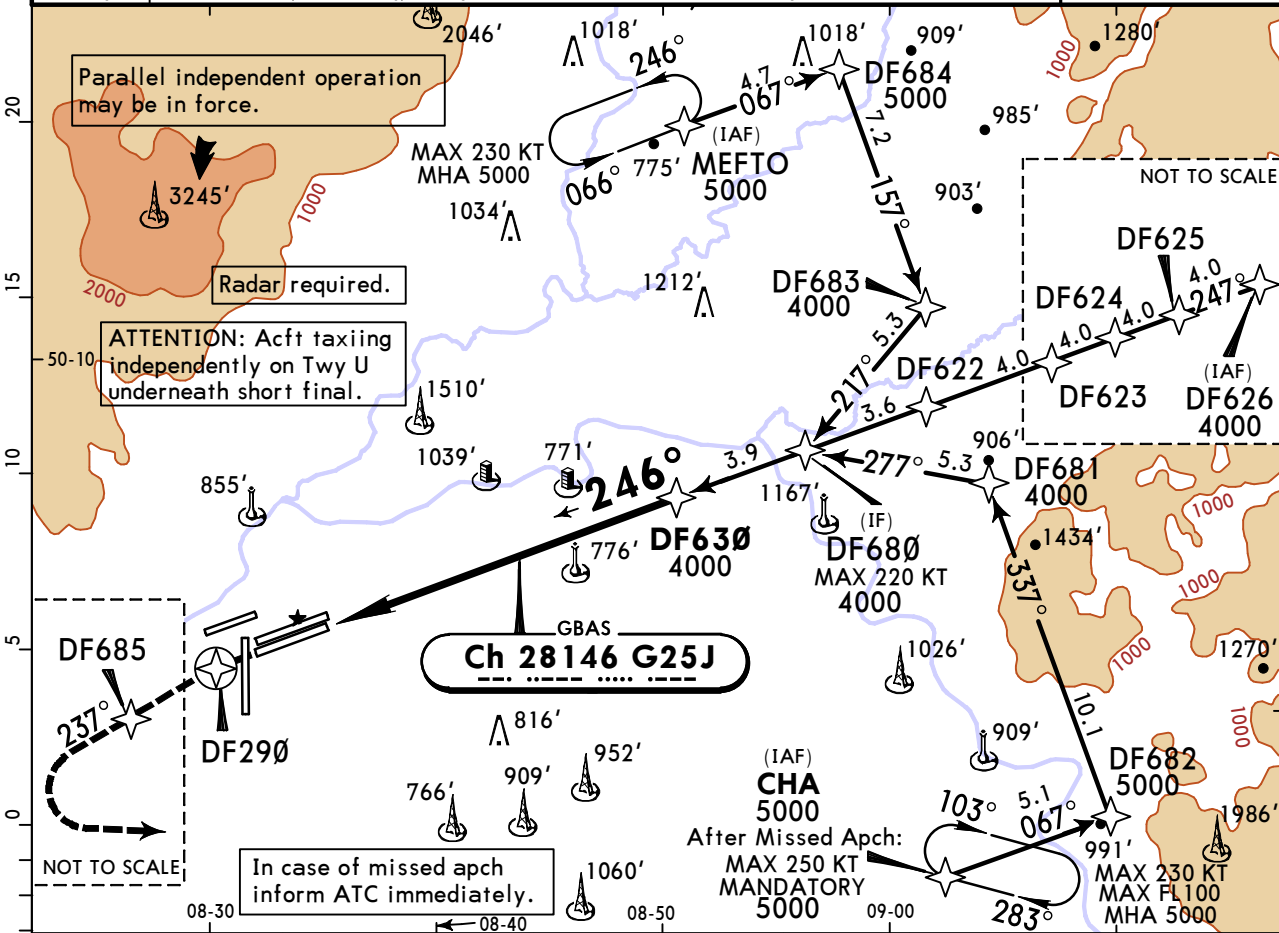 2046'
1018'
246°
1018'
909'
1280'
1000
Parallel independent operation
may be in force.
4.7
067°
DF684
5000
20
7.2
985'
MAX 230 KT
MHA 5000
(IAF)
MEFTO
5000
775'
066°
NOT TO SCALE
3245'
1000
1034'
157°
903'
DF625
4.0
247°
15
2000
Radar required.
1212'
DF683
4000
DF624
4.0
4.0
5.3
ATTENTION: Acft taxiing
independently on Twy U
underneath short final.
50-10
217°
DF622
4.0
DF623
(IAF)
DF626
4000
1510'
3.6
906'
10
1039'
771'
246°
3.9
277°
5.3
DF681
4000
855'
1167'
(IF)
DF680
MAX 220 KT
4000
1000
776'
DF630
4000
1434'
1000
337°
5
DF685
GBAS
Ch 28146 G25J
1026'
1000
1270'
237°
DF290
816'
10.1
1000
909'
952'
(IAF)
CHA
5000
DF682
5000
0
766'
909'
103°
5.1
067°
1986'
After Missed Apch:
MAX 250 KT
MANDATORY
5000
991'
MAX 230 KT
MAX FL100
MHA 5000
NOT TO SCALE
In case of missed apch
inform ATC immediately.
1060'
283°
08-30
08-40
08-50
09-00